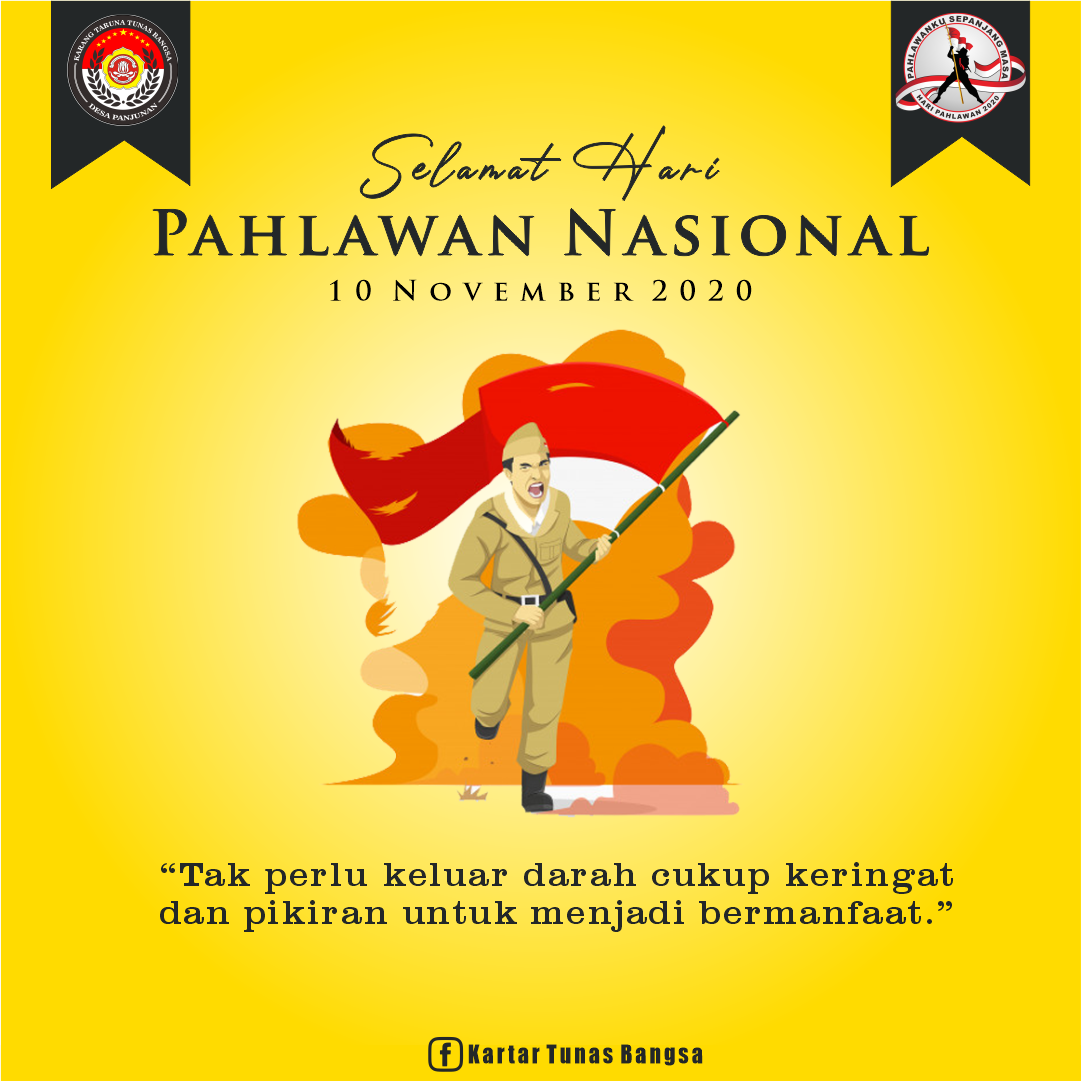 KARANG TARUNA TUNAS BANGSA
DESA PANJUNAN
PAHLAWANKU SEPANJANG MASA
HARI PAHLAWAN 2020
Selamat Hari
PAHLAWAN NASIONAL
10 NOVEMBER 2020
“Tak perlu keluar darah cukup keringat
dan pikiran untuk menjadi bermanfaat.”
Kartar Tunas Bangsa